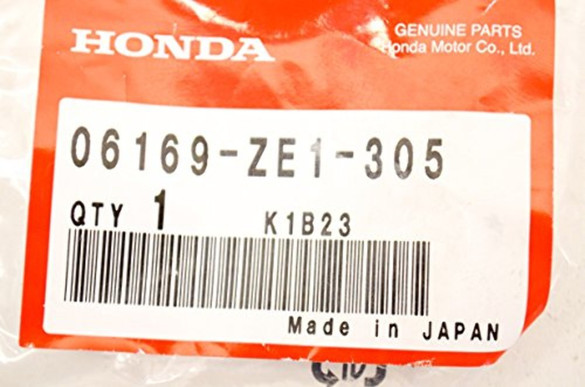 HONDA
GENUINE PARTS
Honda Motor Co., Ltd.
06169-ZE1-305
QTY 1 K1B23
Made in JAPAN